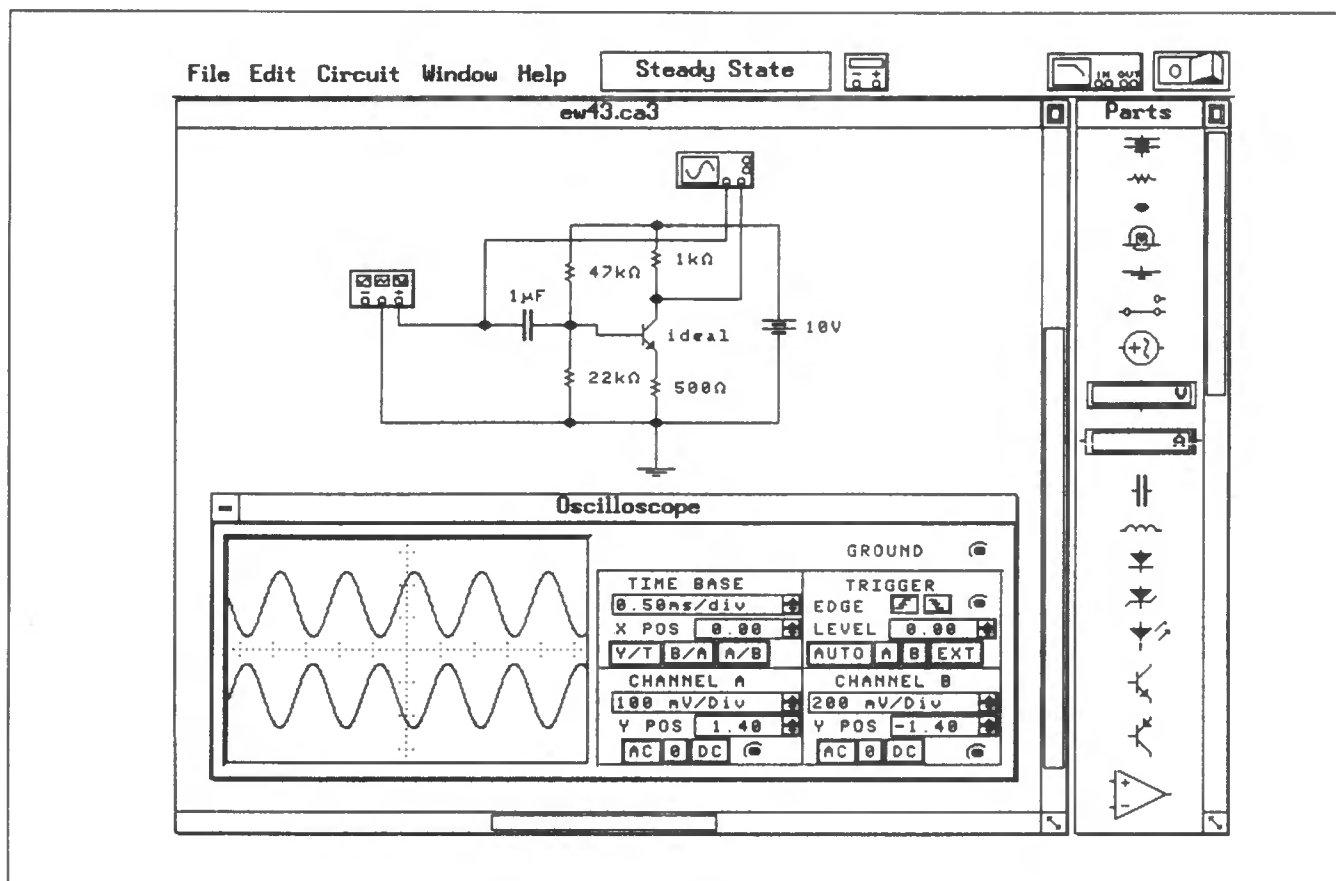 File Edit Circuit Window Help
Steady State
- +
IN OUT
O
ew43.ca3
Parts
47kΩ
1kΩ
1μF
ideal
10V
22kΩ
500Ω
V
A
Oscilloscope
GROUND
TIME BASE
0.50ms/div
X POS 0.00
Y/T B/A A/B
TRIGGER
EDGE
LEVEL 0.00
AUTO A B EXT
CHANNEL A
100 mV/Div
Y POS 1.40
AC 0 DC
CHANNEL B
200 mV/Div
Y POS -1.40
AC 0 DC